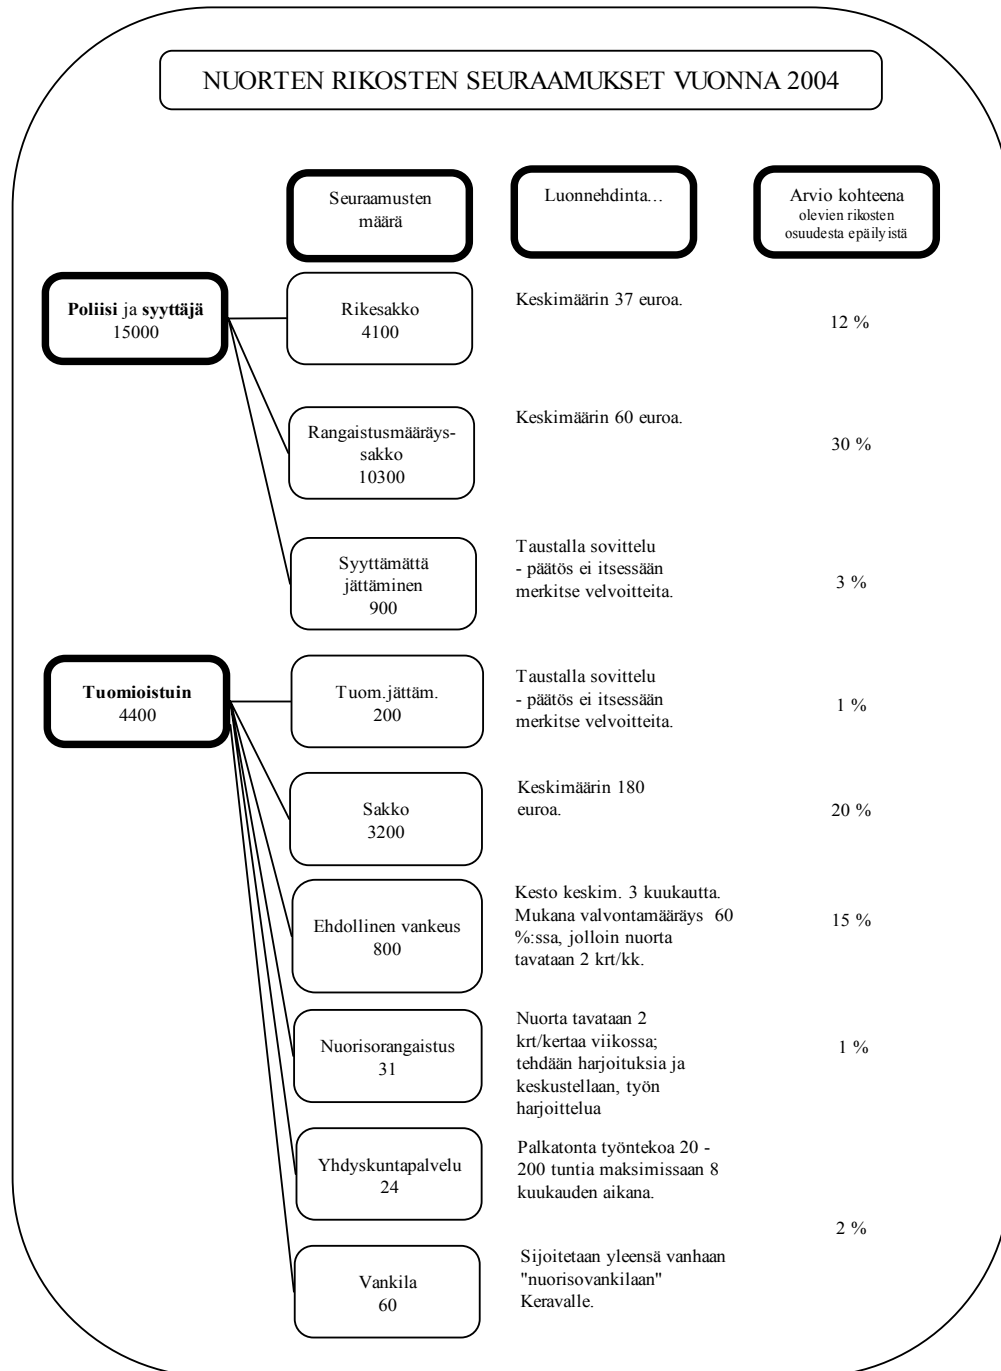 NUORTEN RIKOSTEN SEURAAMUKSET VUONNA 2004
Seuraamusten
määrä
Luonnehdinta…
Arvio kohteena
olevien rikosten
osuudesta epäilyistä
Poliisi ja syyttäjä
15000
Rikesakko
4100
Keskimäärin 37 euroa.
12 %
Rangaistusmääräys-
sakko
10300
Keskimäärin 60 euroa.
30 %
Syyttämättä
jättäminen
900
Taustalla sovittelu
- päätös ei itsessään
merkitse velvoitteita.
3 %
Tuomioistuin
4400
Tuom.jättäm.
200
Taustalla sovittelu
- päätös ei itsessään
merkitse velvoitteita.
1 %
Sakko
3200
Keskimäärin 180
euroa.
20 %
Ehdollinen vankeus
800
Kesto keskim. 3 kuukautta.
Mukana valvontamääräys 60
%:ssa, jolloin nuorta
tavataan 2 krt/kk.
15 %
Nuorisorangaistus
31
Nuorta tavataan 2
krt/kertaa viikossa;
tehdään harjoituksia ja
keskustellaan, työn
harjoittelua
1 %
Yhdyskuntapalvelu
24
Palkatonta työntekoa 20 -
200 tuntia maksimissaan 8
kuukauden aikana.
2 %
Vankila
60
Sijoitetaan yleensä vanhaan
"nuorisovankilaan"
Keravalle.